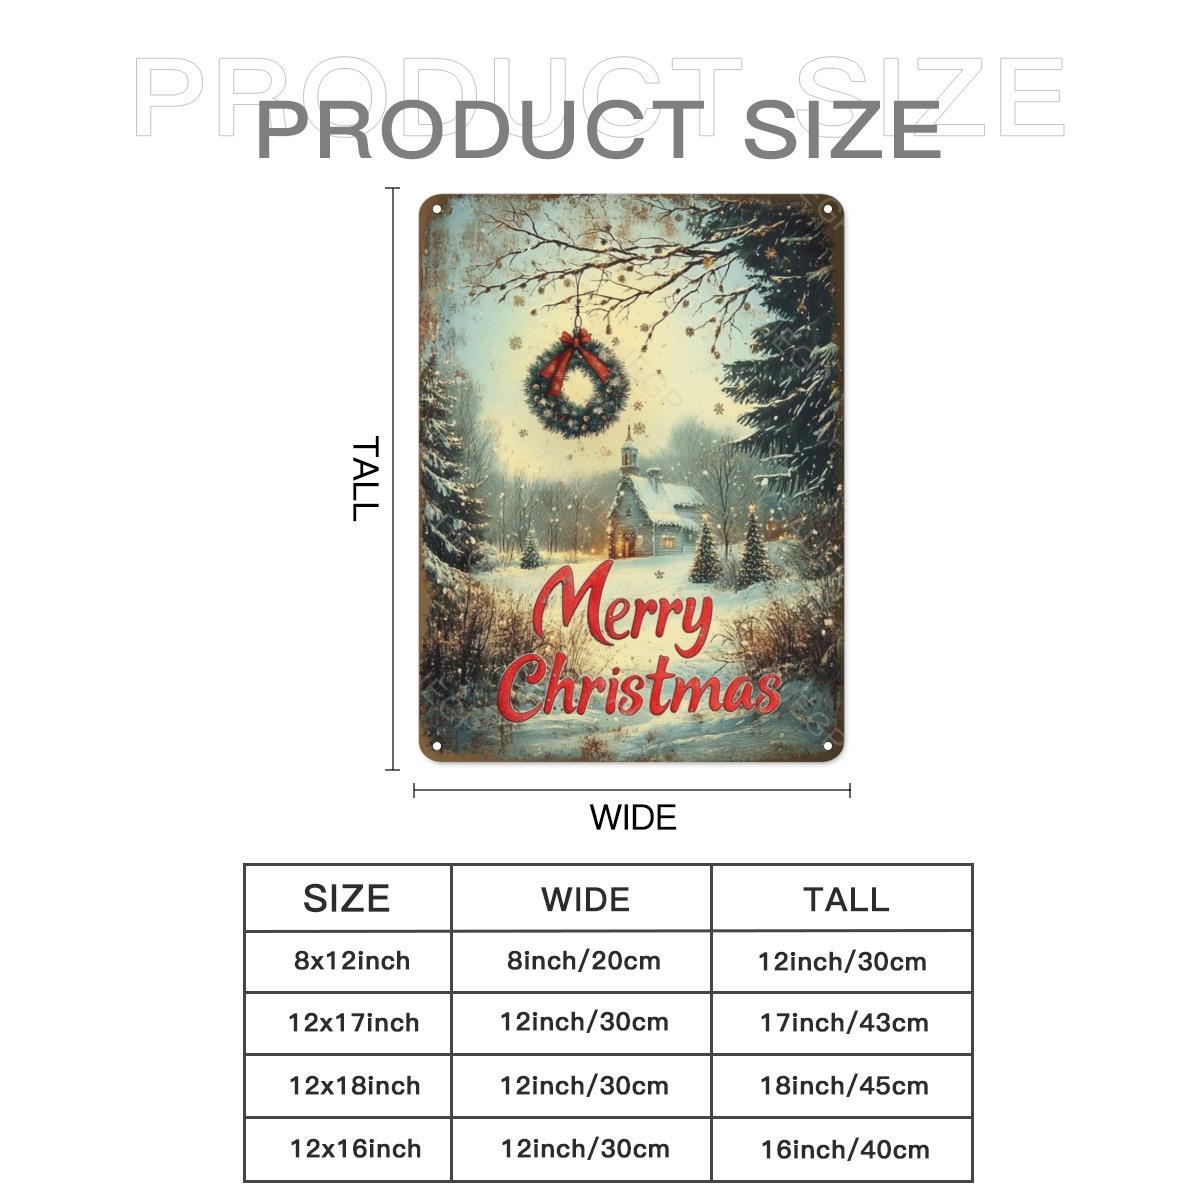 PRODUCT SIZE
PRODUCT SIZE
TALL
Merry
Christmas
WIDE
SIZE WIDE TALL
8x12inch 8inch/20cm 12inch/30cm
12x17inch 12inch/30cm 17inch/43cm
12x18inch 12inch/30cm 18inch/45cm
12x16inch 12inch/30cm 16inch/40cm